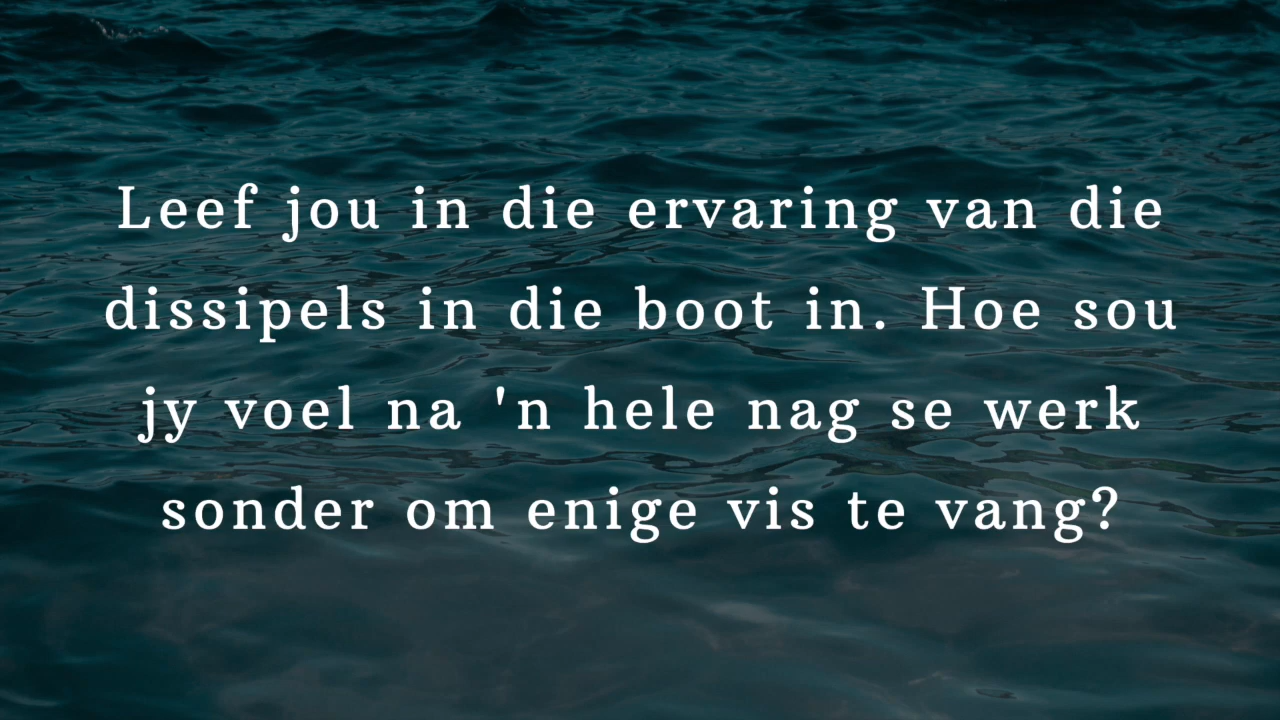 Leef jou in die ervaring van die
dissipels in die boot in. Hoe sou
jy voel na 'n hele nag se werk
sonder om enige vis te vang?